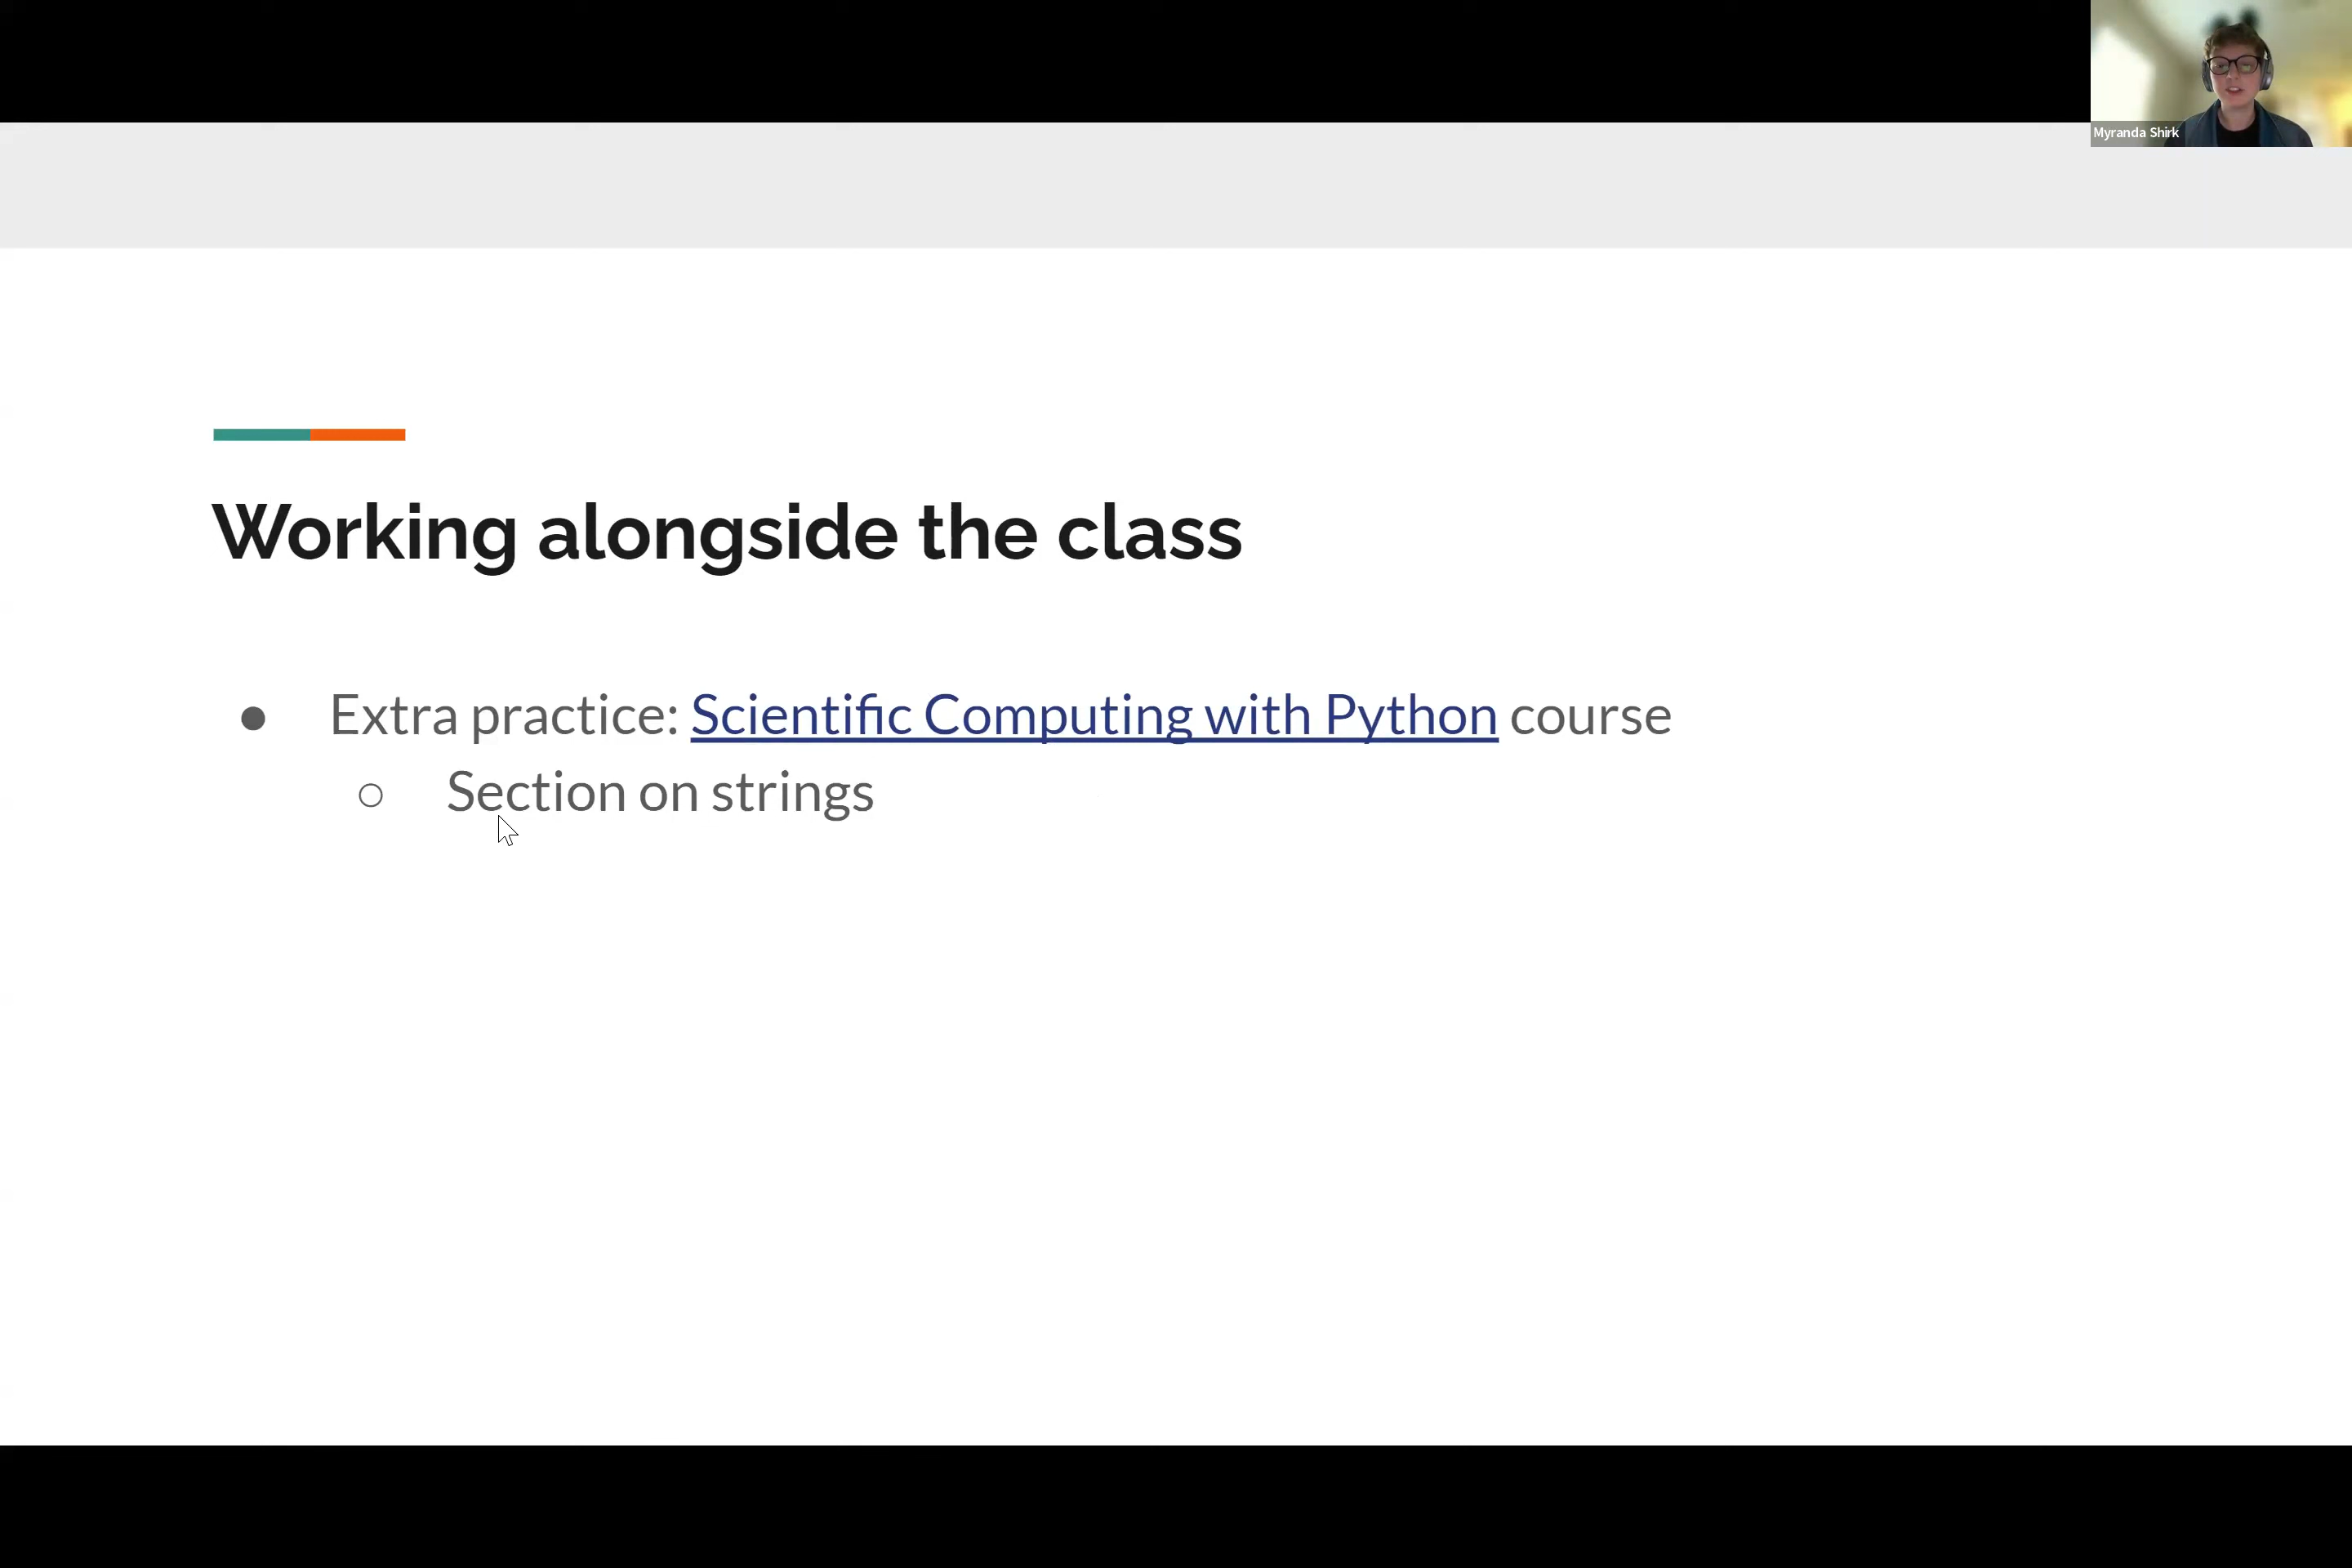 Myranda Shirk
Working alongside the class
● Extra practice: Scientific Computing with Python course
○ Section on strings